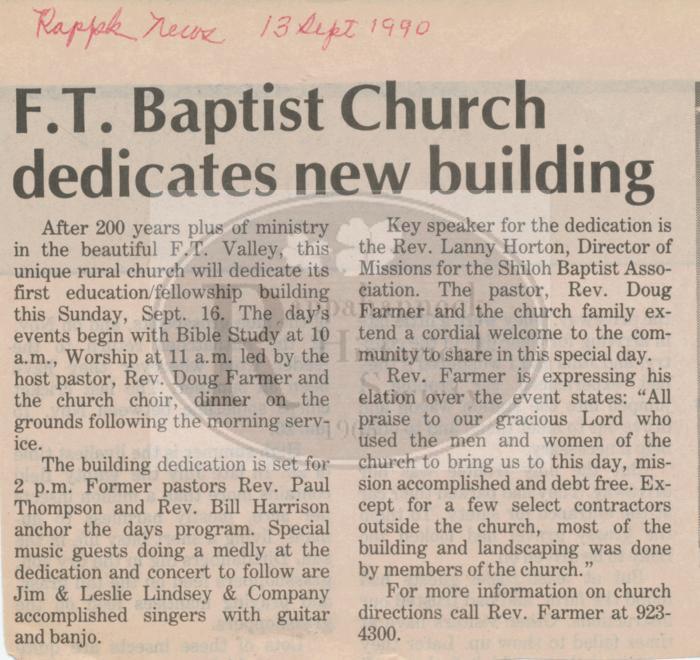 Rappk News 13 Sept 1990
F.T. Baptist Church
dedicates new building
After 200 years plus of ministry
in the beautiful F.T. Valley, this
unique rural church will dedicate its
first education/fellowship building
this Sunday, Sept. 16. The day's
events begin with Bible Study at 10
a.m., Worship at 11 a.m. led by the
host pastor, Rev. Doug Farmer and
the church choir, dinner on the
grounds following the morning serv-
ice.
The building dedication is set for
2 p.m. Former pastors Rev. Paul
Thompson and Rev. Bill Harrison
anchor the days program. Special
music guests doing a medly at the
dedication and concert to follow are
Jim & Leslie Lindsey & Company
accomplished singers with guitar
and banjo.
Key speaker for the dedication is
the Rev. Lanny Horton, Director of
Missions for the Shiloh Baptist Asso-
ciation. The pastor, Rev. Doug
Farmer and the church family ex-
tend a cordial welcome to the com-
munity to share in this special day.
Rev. Farmer is expressing his
elation over the event states: “All
praise to our gracious Lord who
used the men and women of the
church to bring us to this day, mis-
sion accomplished and debt free. Ex-
cept for a few select contractors
outside the church, most of the
building and landscaping was done
by members of the church.”
For more information on church
directions call Rev. Farmer at 923-
4300.
Rappahannock
Historical
Society